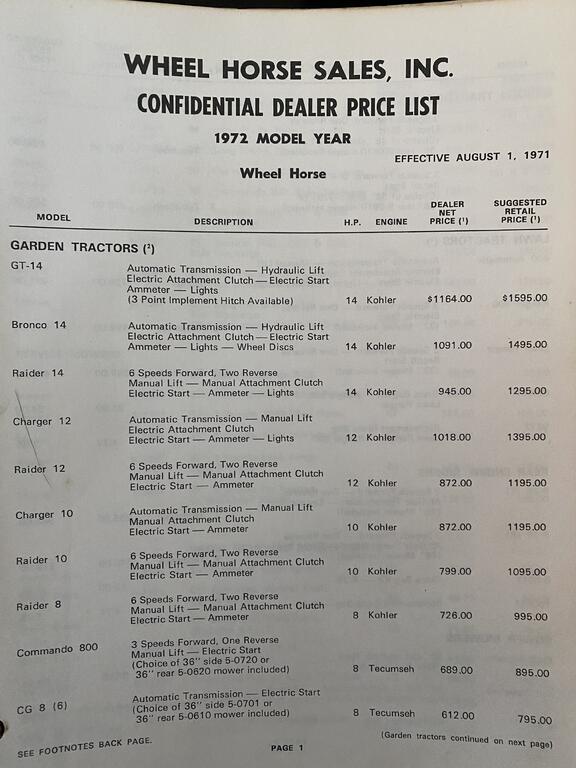 WHEEL HORSE SALES, INC.
CONFIDENTIAL DEALER PRICE LIST
1972 MODEL YEAR
EFFECTIVE AUGUST 1, 1971
Wheel Horse
MODEL DESCRIPTION H.P. ENGINE DEALER NET PRICE (¹) SUGGESTED RETAIL PRICE (¹)
GARDEN TRACTORS (²)
GT-14 Automatic Transmission — Hydraulic Lift
Electric Attachment Clutch — Electric Start
Ammeter — Lights
(3 Point Implement Hitch Available) 14 Kohler $1164.00 $1595.00
Bronco 14 Automatic Transmission — Hydraulic Lift
Electric Attachment Clutch — Electric Start
Ammeter — Lights — Wheel Discs 14 Kohler 1091.00 1495.00
Raider 14 6 Speeds Forward, Two Reverse
Manual Lift — Manual Attachment Clutch
Electric Start — Ammeter — Lights 14 Kohler 945.00 1295.00
Charger 12 Automatic Transmission — Manual Lift
Electric Attachment Clutch
Electric Start — Ammeter — Lights 12 Kohler 1018.00 1395.00
Raider 12 6 Speeds Forward, Two Reverse
Manual Lift — Manual Attachment Clutch
Electric Start — Ammeter 12 Kohler 872.00 1195.00
Charger 10 Automatic Transmission — Manual Lift
Manual Attachment Clutch
Electric Start — Ammeter 10 Kohler 872.00 1195.00
Raider 10 6 Speeds Forward, Two Reverse
Manual Lift — Manual Attachment Clutch
Electric Start — Ammeter 10 Kohler 799.00 1095.00
Raider 8 6 Speeds Forward, Two Reverse
Manual Lift — Manual Attachment Clutch
Electric Start — Ammeter 8 Kohler 726.00 995.00
Commando 800 3 Speeds Forward, One Reverse
Manual Lift — Electric Start
(Choice of 36" side 5-0720 or
36" rear 5-0620 mower included) 8 Tecumseh 689.00 895.00
CG 8 (6) Automatic Transmission — Electric Start
(Choice of 36" side 5-0701 or
36" rear 5-0610 mower included) 8 Tecumseh 612.00 795.00
SEE FOOTNOTES BACK PAGE. PAGE 1 (Garden tractors continued on next page)